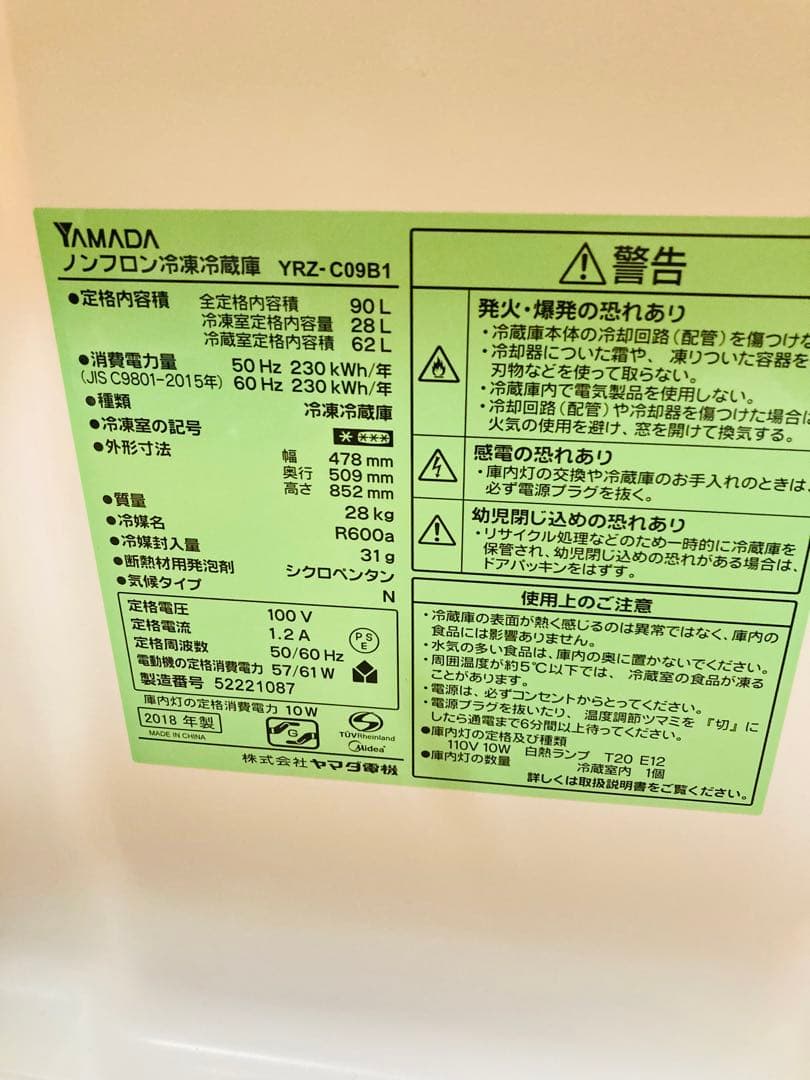 YAMADA
ノンフロン冷凍冷蔵庫 YRZ-C09B1
●定格内容積 全定格内容積 90 L
冷凍室定格内容量 28 L
冷蔵室定格内容積 62 L
●消費電力量 50 Hz 230 kWh/年
(JIS C9801-2015年) 60 Hz 230 kWh/年
●種類 冷凍冷蔵庫
●冷凍室の記号
●外形寸法 幅 478 mm
奥行 509 mm
高さ 852 mm
●質量 28 kg
●冷媒名 R600a
●冷媒封入量 31 g
●断熱材用発泡剤 シクロペンタン
●気候タイプ N
定格電圧 100 V
定格電流 1.2 A
定格周波数 50/60 Hz
電動機の定格消費電力 57/61 W
製造番号 52221087
PSE
庫内灯の定格消費電力 10W
2018 年製
MADE IN CHINA
G
TÜVRheinland
Midea
株式会社 ヤマダ電機
警告
発火・爆発の恐れあり
・冷蔵庫本体の冷却回路(配管)を傷つけな
・冷却器についた霜や、凍りついた容器を
刃物などを使って取らない。
・冷蔵庫内で電気製品を使用しない。
・冷却回路(配管)や冷却器を傷つけた場合は
火気の使用を避け、窓を開けて換気する。
感電の恐れあり
・庫内灯の交換や冷蔵庫のお手入れのときは、
必ず電源プラグを抜く。
幼児閉じ込めの恐れあり
・リサイクル処理などのため一時的に冷蔵庫を
保管され、幼児閉じ込めの恐れがある場合は、
ドアパッキンをはずす。
使用上のご注意
・冷蔵庫の表面が熱く感じるのは異常ではなく、庫内の
食品には影響ありません。
・水気の多い食品は、庫内の奥に置かないでください。
・周囲温度が約5℃以下では、冷蔵室の食品が凍る
ことがあります。
・電源は、必ずコンセントからとってください。
・電源プラグを抜いたり、温度調節ツマミを『切』に
したら通電まで6分間以上待ってください。
●庫内灯の定格及び種類
110V 10W 白熱ランプ T20 E12
●庫内灯の数量 冷蔵室内 1個
詳しくは取扱説明書をご覧ください。